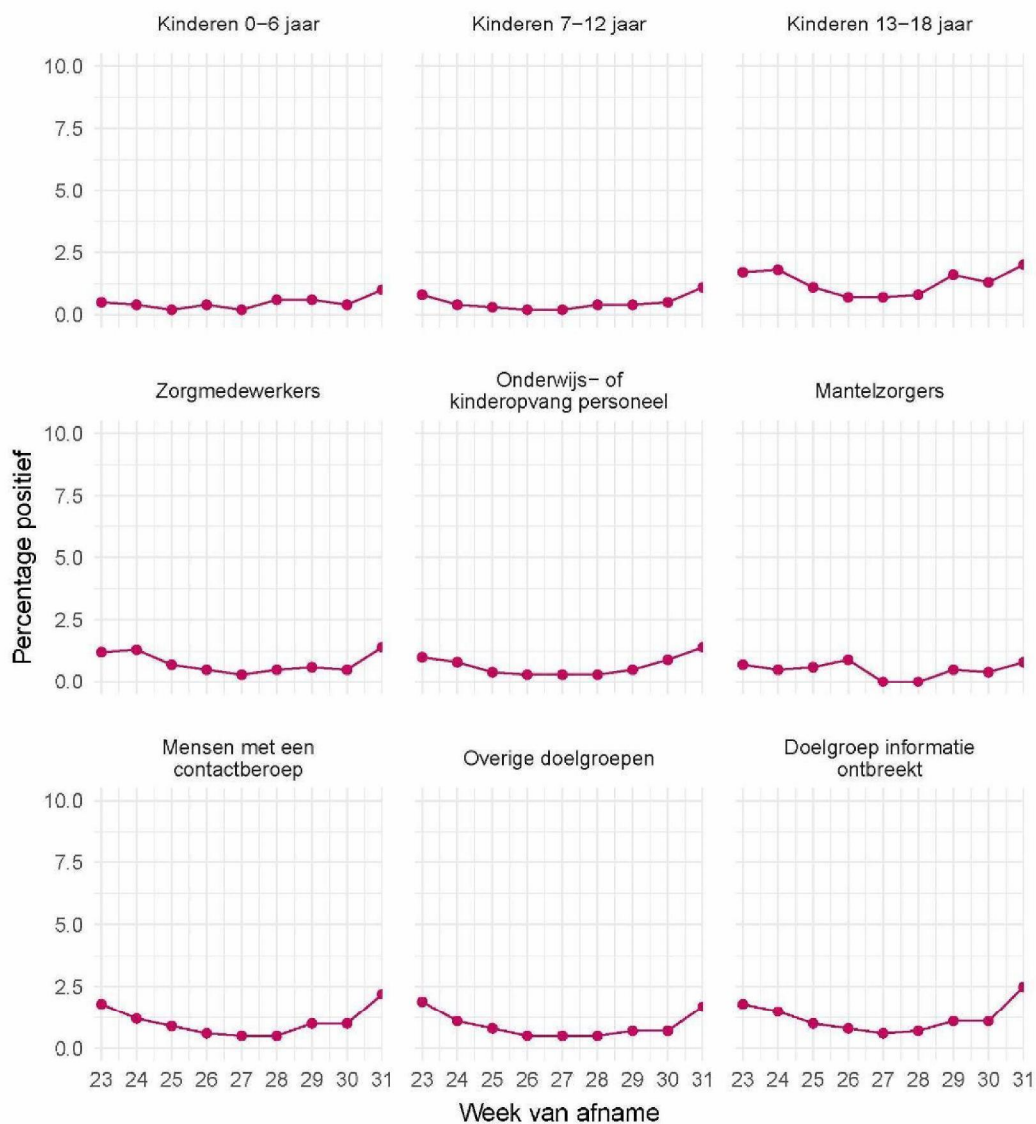 Kinderen 0−6 jaar
Kinderen 7−12 jaar
Kinderen 13−18 jaar
10.0
7.5
5.0
2.5
0.0
Zorgmedewerkers
Onderwijs− of
kinderopvang personeel
Mantelzorgers
10.0
7.5
5.0
2.5
0.0
Percentage positief
Mensen met een
contactberoep
Overige doelgroepen
Doelgroep informatie
ontbreekt
10.0
7.5
5.0
2.5
0.0
23 24 25 26 27 28 29 30 31
23 24 25 26 27 28 29 30 31
23 24 25 26 27 28 29 30 31
Week van afname